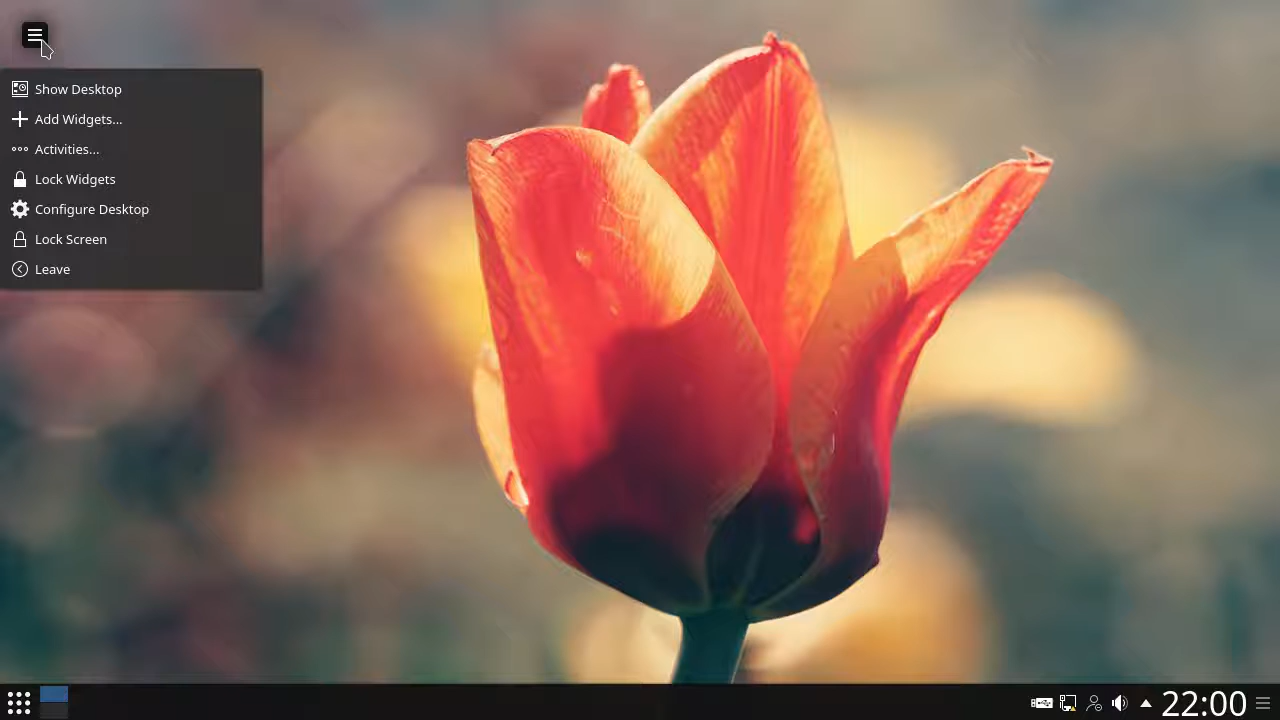 Show Desktop
Add Widgets...
Activities...
Lock Widgets
Configure Desktop
Lock Screen
Leave
22:00